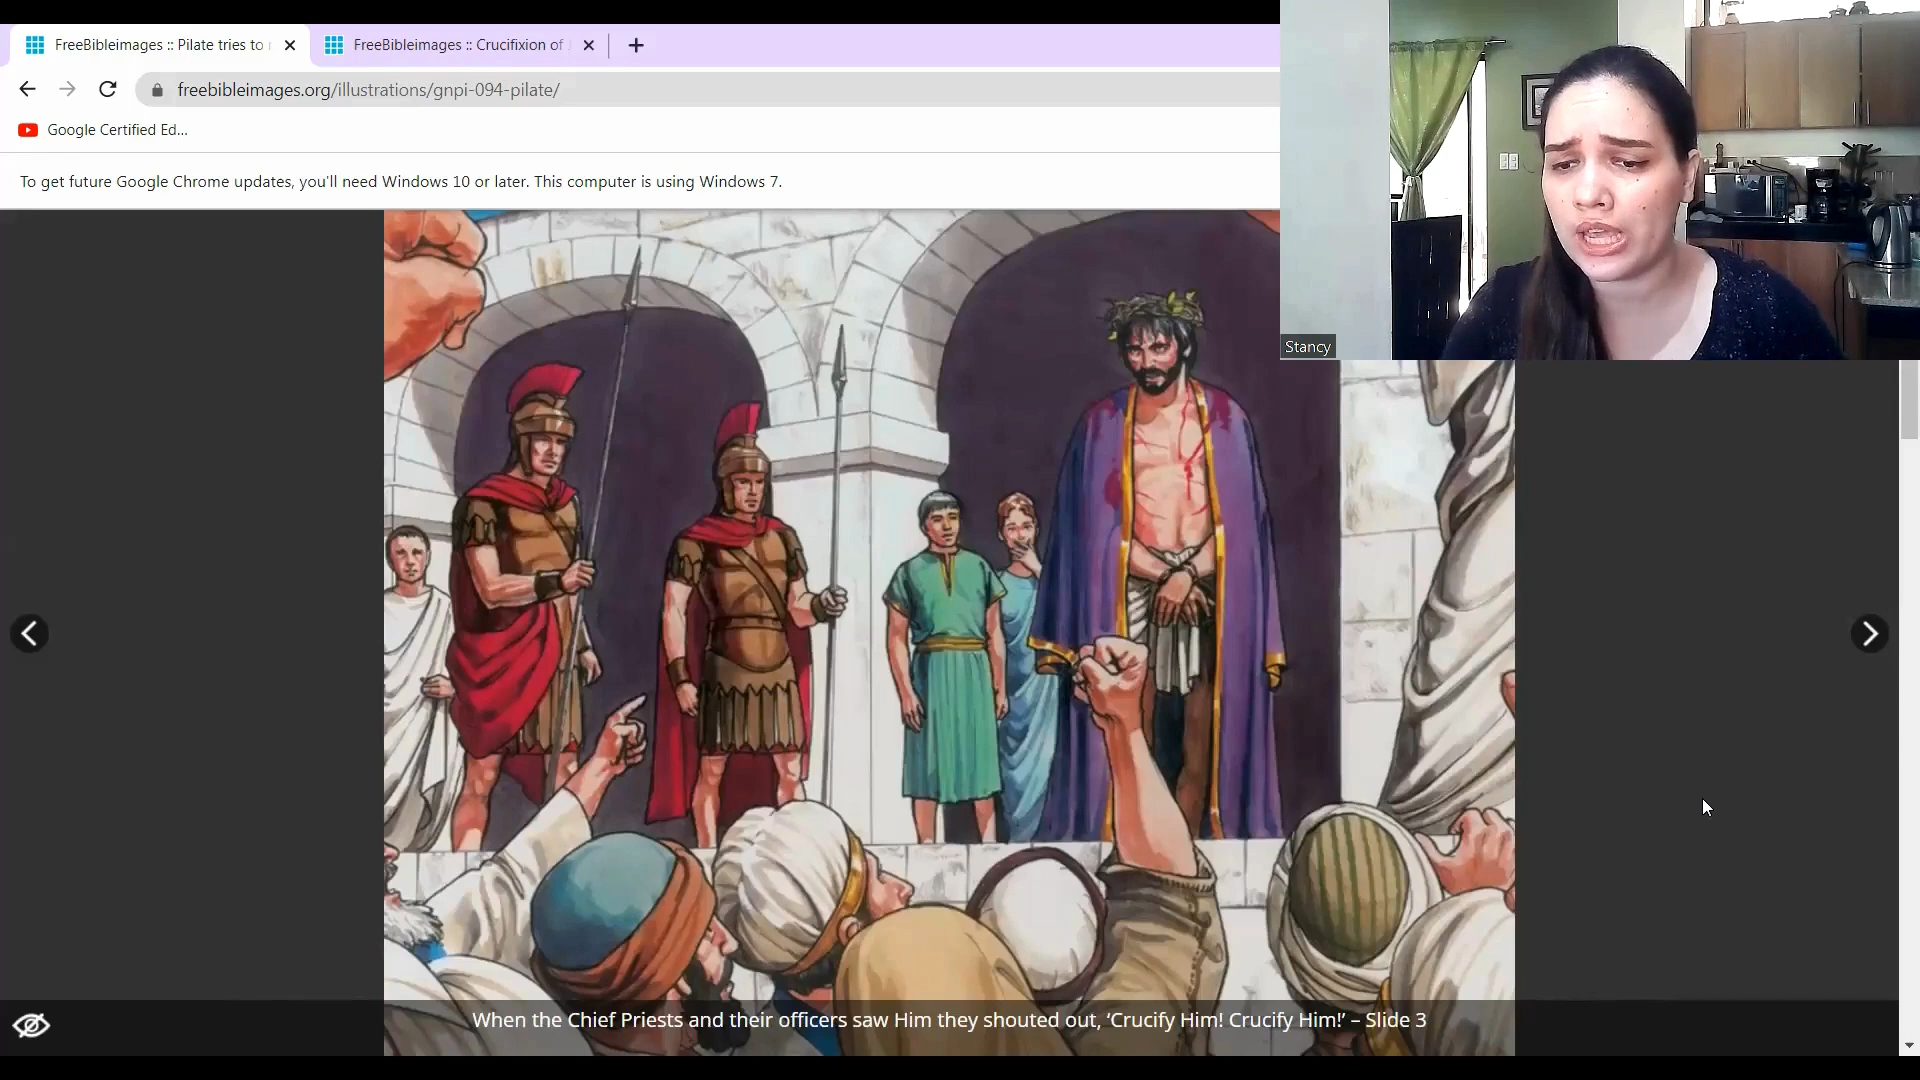 FreeBibleimages :: Pilate tries to
FreeBibleimages :: Crucifixion of
freebibleimages.org/illustrations/gnpi-094-pilate/
Google Certified Ed...
To get future Google Chrome updates, you'll need Windows 10 or later. This computer is using Windows 7.
Stancy
When the Chief Priests and their officers saw Him they shouted out, ‘Crucify Him! Crucify Him!’ – Slide 3